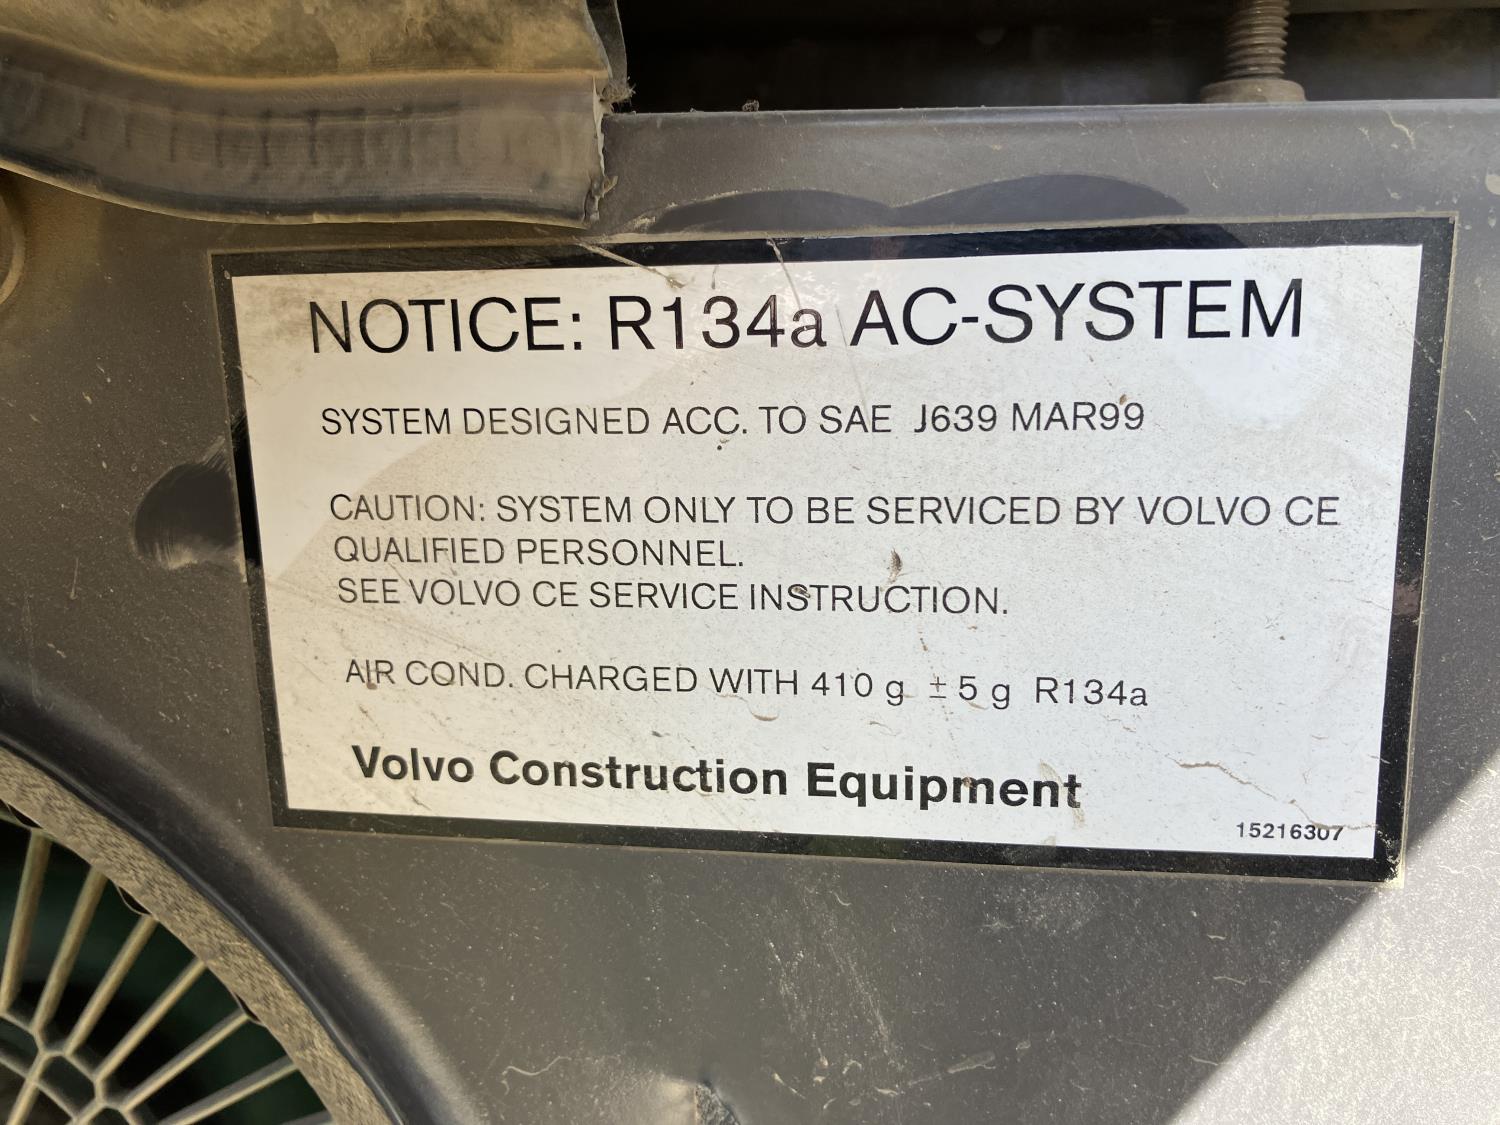 NOTICE: R134a AC-SYSTEM
SYSTEM DESIGNED ACC. TO SAE J639 MAR99
CAUTION: SYSTEM ONLY TO BE SERVICED BY VOLVO CE
QUALIFIED PERSONNEL.
SEE VOLVO CE SERVICE INSTRUCTION.
AIR COND. CHARGED WITH 410 g ± 5 g R134a
Volvo Construction Equipment
15216307